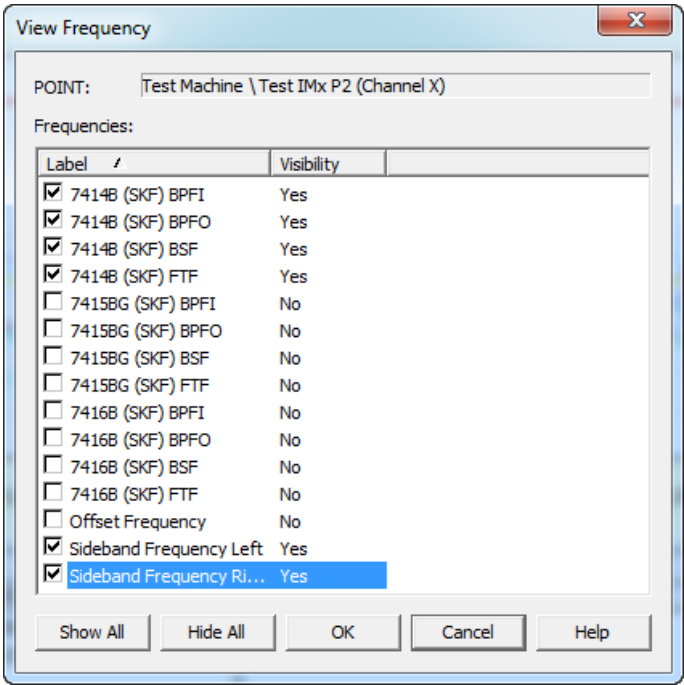 View Frequency
POINT: Test Machine \ Test IMx P2 (Channel X)
Frequencies:
Label Visibility
7414B (SKF) BPFI Yes
7414B (SKF) BPFO Yes
7414B (SKF) BSF Yes
7414B (SKF) FTF Yes
7415BG (SKF) BPFI No
7415BG (SKF) BPFO No
7415BG (SKF) BSF No
7415BG (SKF) FTF No
7416B (SKF) BPFI No
7416B (SKF) BPFO No
7416B (SKF) BSF No
7416B (SKF) FTF No
Offset Frequency No
Sideband Frequency Left Yes
Sideband Frequency Ri... Yes
Show All Hide All OK Cancel Help